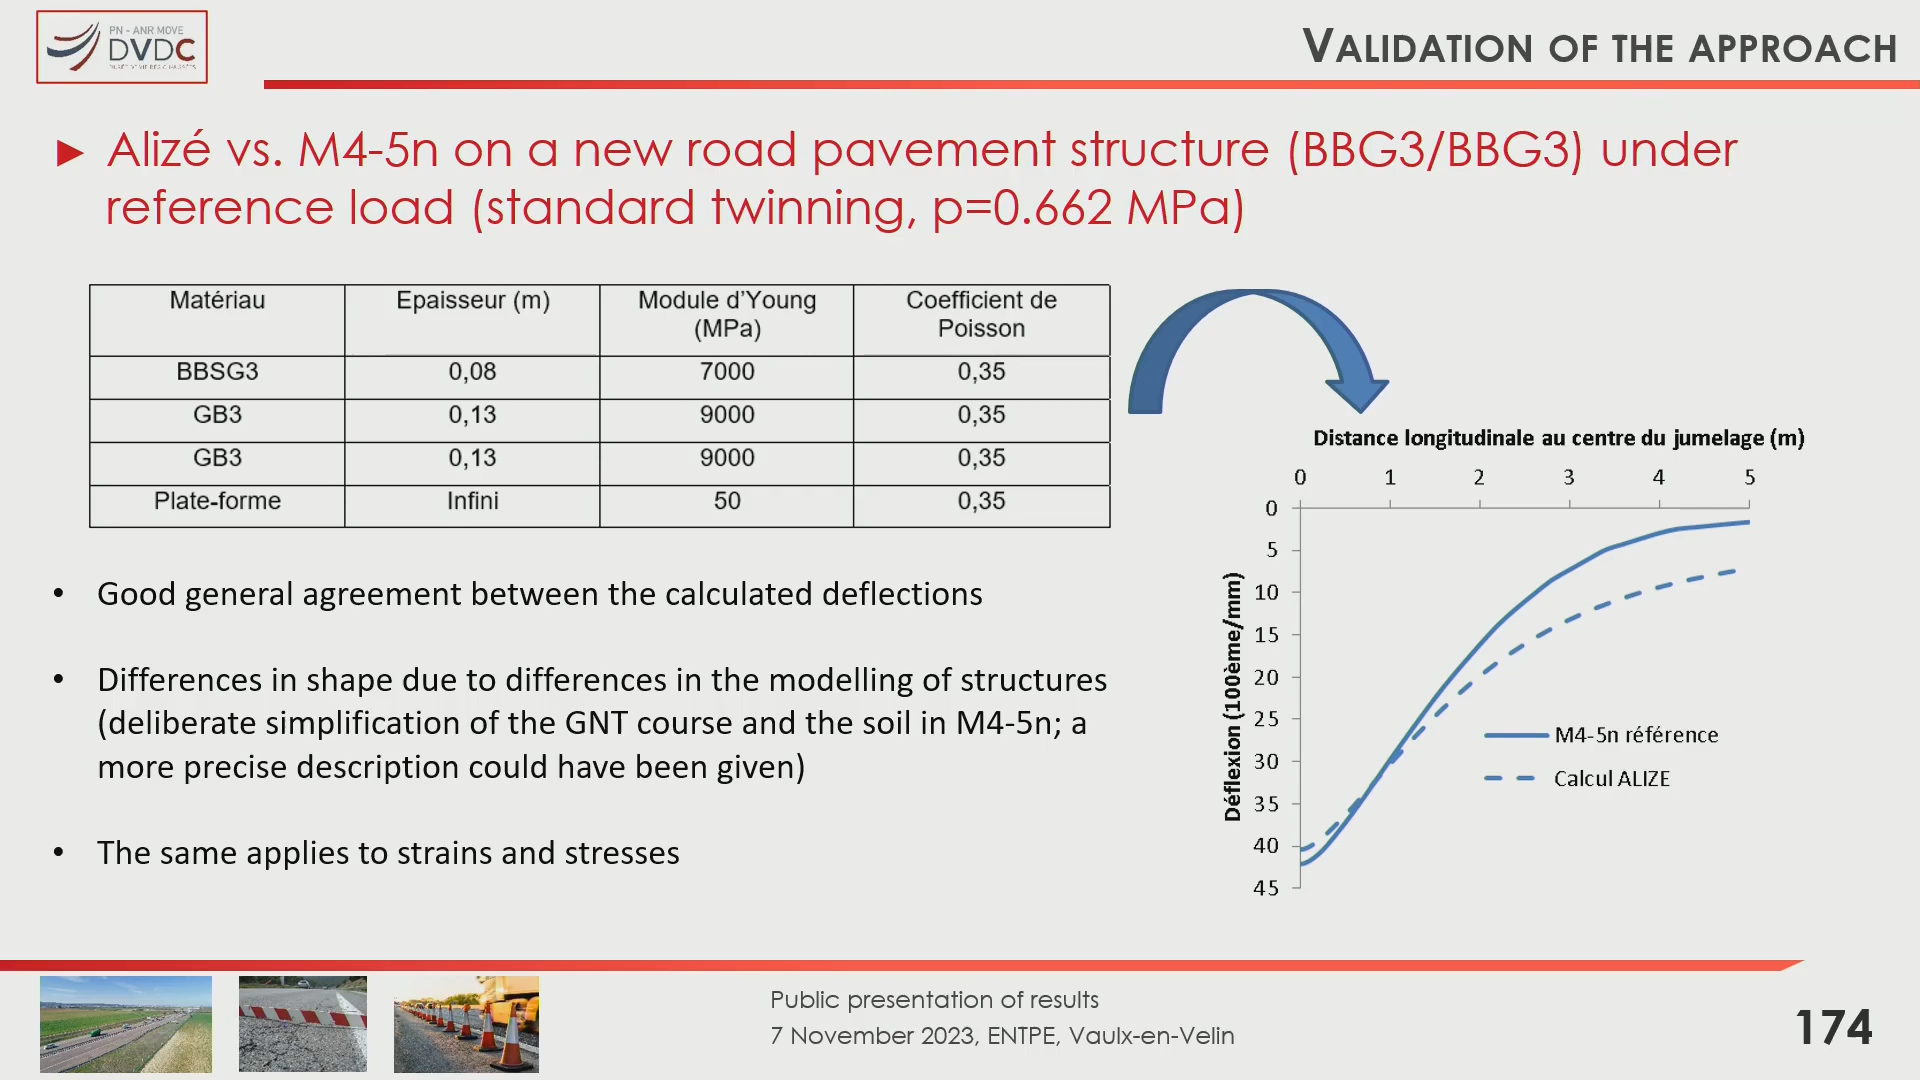 PN - ANR MOVE
DVDC
VALIDATION OF THE APPROACH
► Alizé vs. M4-5n on a new road pavement structure (BBG3/BBG3) under
reference load (standard twinning, p=0.662 MPa)
Matériau Epaisseur (m) Module d'Young (MPa) Coefficient de Poisson
BBSG3 0,08 7000 0,35
GB3 0,13 9000 0,35
GB3 0,13 9000 0,35
Plate-forme Infini 50 0,35
• Good general agreement between the calculated deflections
• Differences in shape due to differences in the modelling of structures
(deliberate simplification of the GNT course and the soil in M4-5n; a
more precise description could have been given)
• The same applies to strains and stresses
Distance longitudinale au centre du jumelage (m)
0 1 2 3 4 5
0
5
10
15
20
25
30
35
40
45
Déflexion (100ème/mm)
M4-5n référence
Calcul ALIZE
Public presentation of results
7 November 2023, ENTPE, Vaulx-en-Velin
174